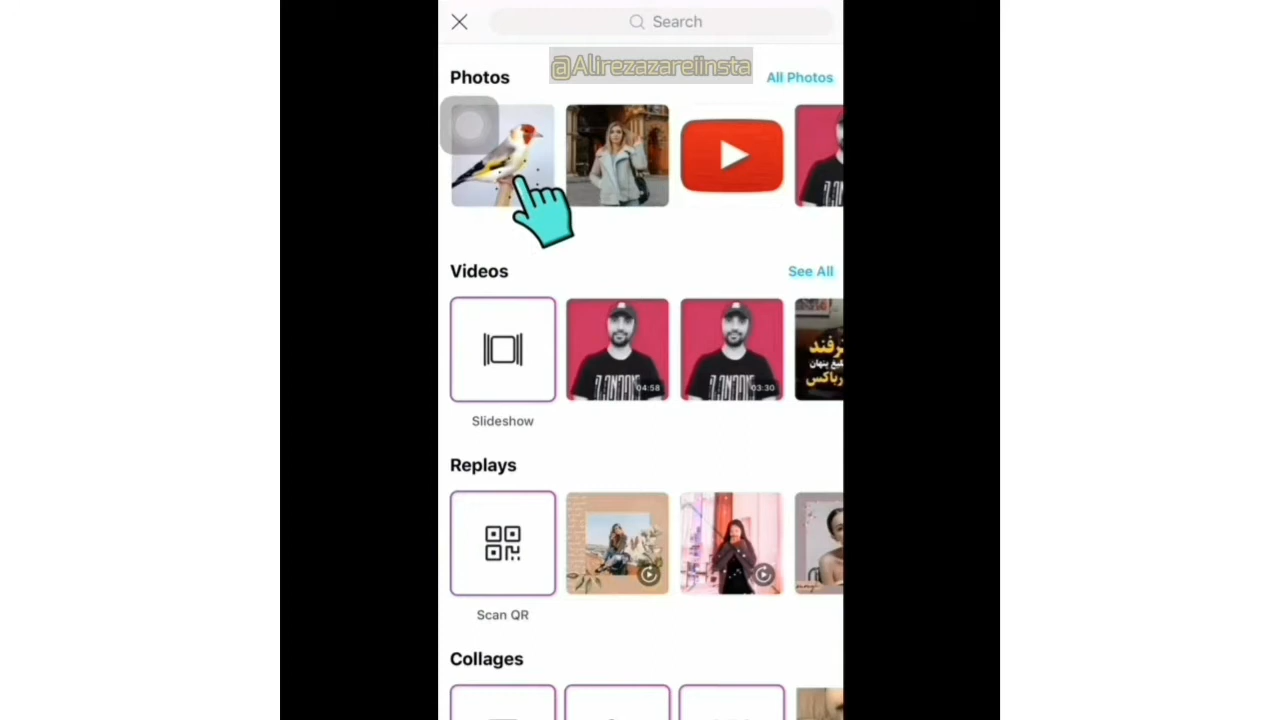 Search
@Alirezazareiinsta
Photos
All Photos
Videos
See All
04:58
03:30
Slideshow
Replays
Scan QR
Collages